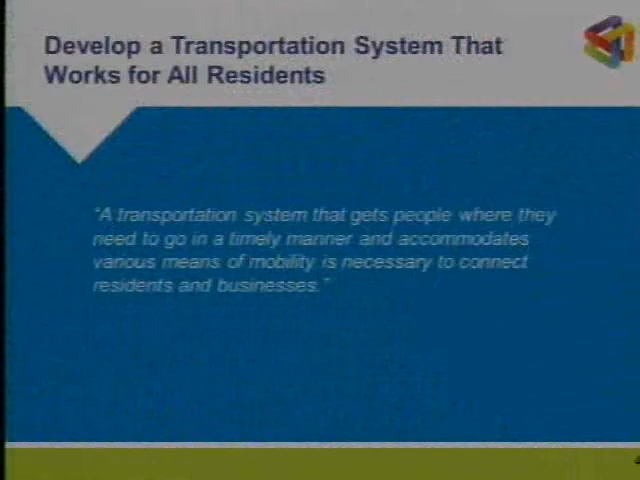 Develop a Transportation System That
Works for All Residents
"A transportation system that gets people where they
need to go in a timely manner and accommodates
various means of mobility is necessary to connect
residents and businesses."
4